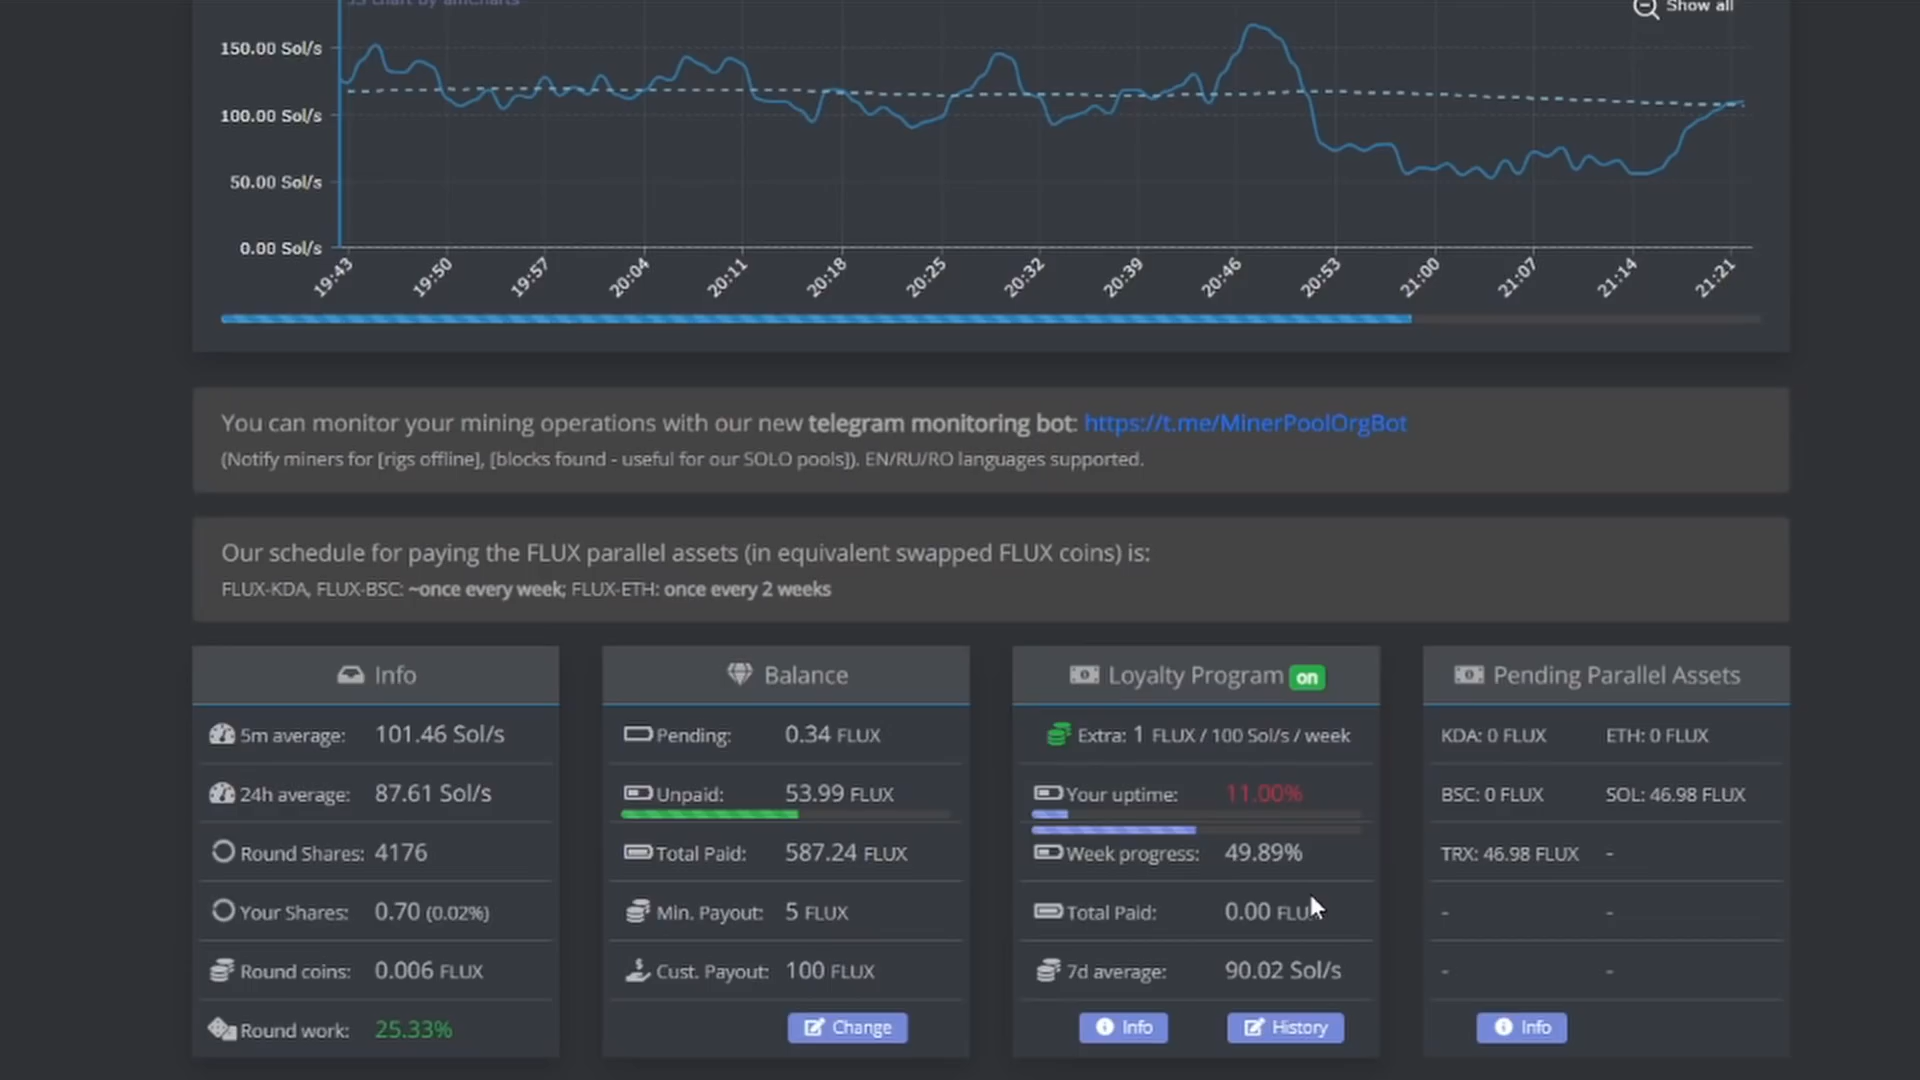 JS chart by amCharts
Show all
150.00 Sol/s
100.00 Sol/s
50.00 Sol/s
0.00 Sol/s
19:43 19:50 19:57 20:04 20:11 20:18 20:25 20:32 20:39 20:46 20:53 21:00 21:07 21:14 21:21
You can monitor your mining operations with our new telegram monitoring bot: https://t.me/MinerPoolOrgBot
(Notify miners for [rigs offline], [blocks found - useful for our SOLO pools]). EN/RU/RO languages supported.
Our schedule for paying the FLUX parallel assets (in equivalent swapped FLUX coins) is:
FLUX-KDA, FLUX-BSC: ~once every week; FLUX-ETH: once every 2 weeks
Info
5m average: 101.46 Sol/s
24h average: 87.61 Sol/s
Round Shares: 4176
Your Shares: 0.70 (0.02%)
Round coins: 0.006 FLUX
Round work: 25.33%
Balance
Pending: 0.34 FLUX
Unpaid: 53.99 FLUX
Total Paid: 587.24 FLUX
Min. Payout: 5 FLUX
Cust. Payout: 100 FLUX
Change
Loyalty Program on
Extra: 1 FLUX / 100 Sol/s / week
Your uptime: 11.00%
Week progress: 49.89%
Total Paid: 0.00 FLU
7d average: 90.02 Sol/s
Info History
Pending Parallel Assets
KDA: 0 FLUX ETH: 0 FLUX
BSC: 0 FLUX SOL: 46.98 FLUX
TRX: 46.98 FLUX -
- -
- -
Info